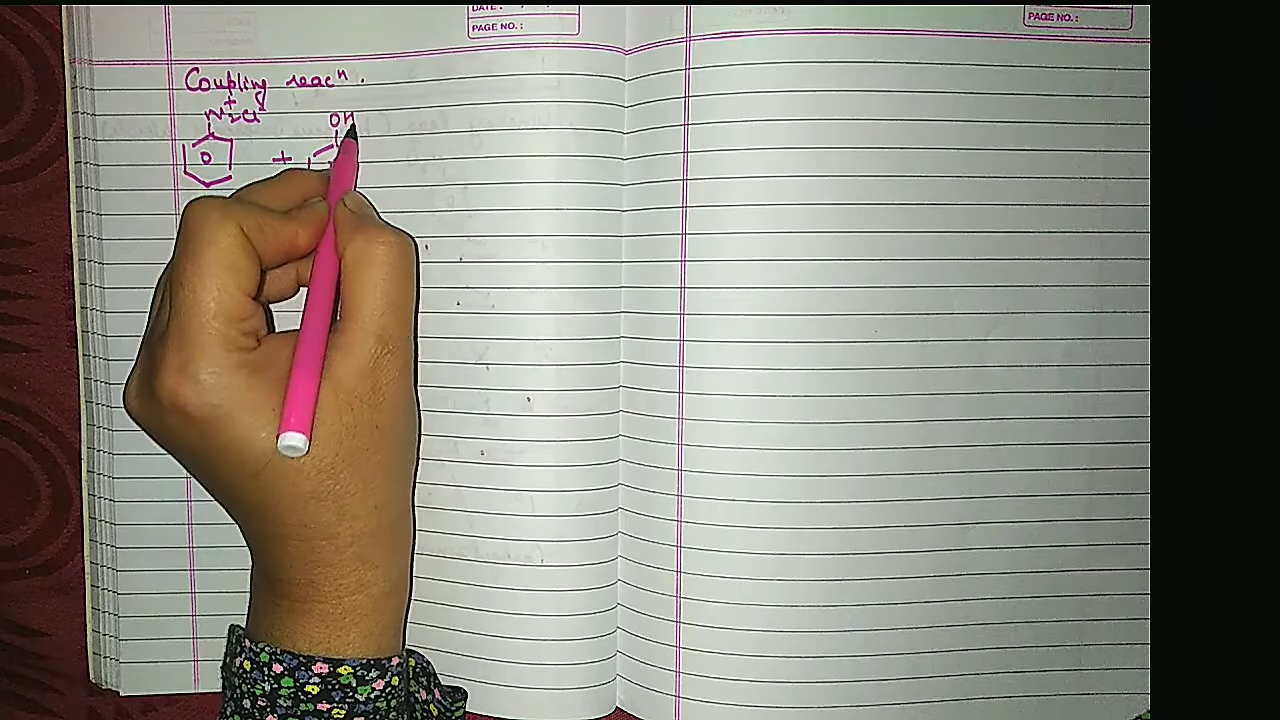 DATE:
PAGE NO.:
PAGE NO.:
Coupling reacⁿ.
+
N₂Cl
OH
+